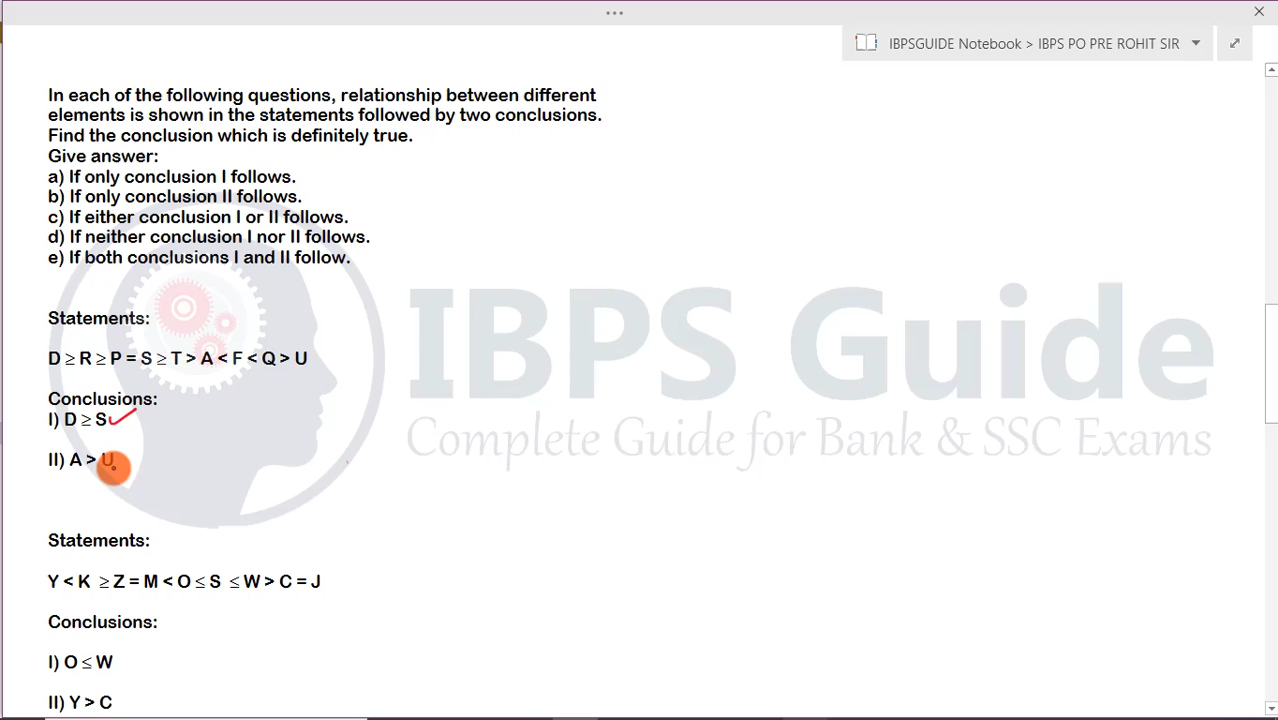 IBPSGUIDE Notebook > IBPS PO PRE ROHIT SIR
In each of the following questions, relationship between different
elements is shown in the statements followed by two conclusions.
Find the conclusion which is definitely true.
Give answer:
a) If only conclusion I follows.
b) If only conclusion II follows.
c) If either conclusion I or II follows.
d) If neither conclusion I nor II follows.
e) If both conclusions I and II follow.
IBPS Guide
Complete Guide for Bank & SSC Exams
Statements:
D ≥ R ≥ P = S ≥ T > A < F < Q > U
Conclusions:
I) D ≥ S
II) A > U
Statements:
Y < K ≥ Z = M < O ≤ S ≤ W > C = J
Conclusions:
I) O ≤ W
II) Y > C